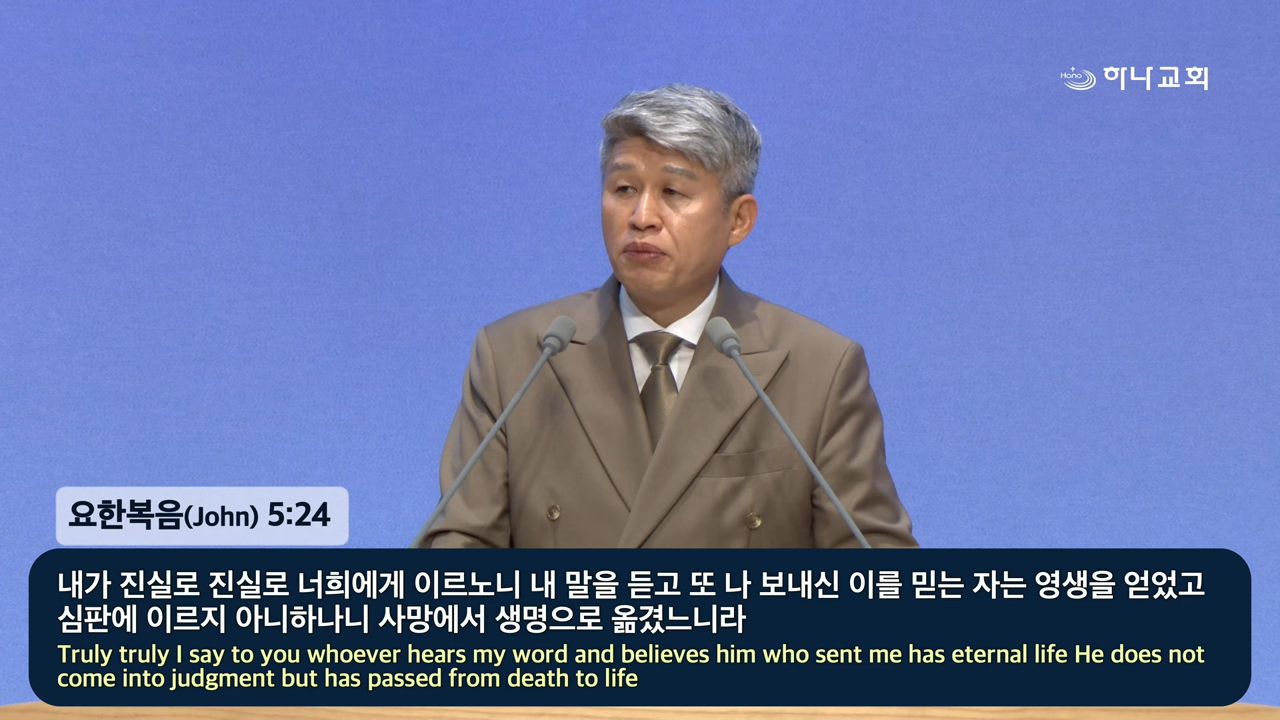 Hana 하나교회
요한복음(John) 5:24
내가 진실로 진실로 너희에게 이르노니 내 말을 듣고 또 나 보내신 이를 믿는 자는 영생을 얻었고
심판에 이르지 아니하나니 사망에서 생명으로 옮겼느니라
Truly truly I say to you whoever hears my word and believes him who sent me has eternal life He does not
come into judgment but has passed from death to life